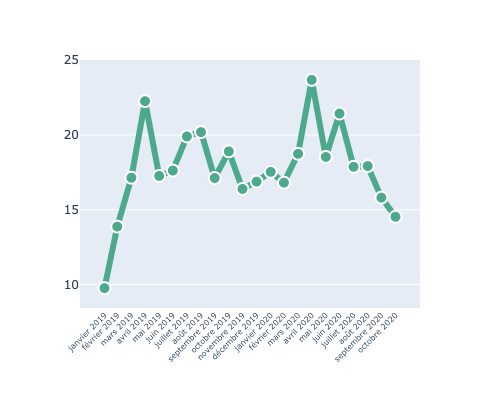 25
20
15
10
janvier 2019
février 2019
mars 2019
avril 2019
mai 2019
juin 2019
juillet 2019
août 2019
septembre 2019
octobre 2019
novembre 2019
décembre 2019
janvier 2020
février 2020
mars 2020
avril 2020
mai 2020
juin 2020
juillet 2020
août 2020
septembre 2020
octobre 2020